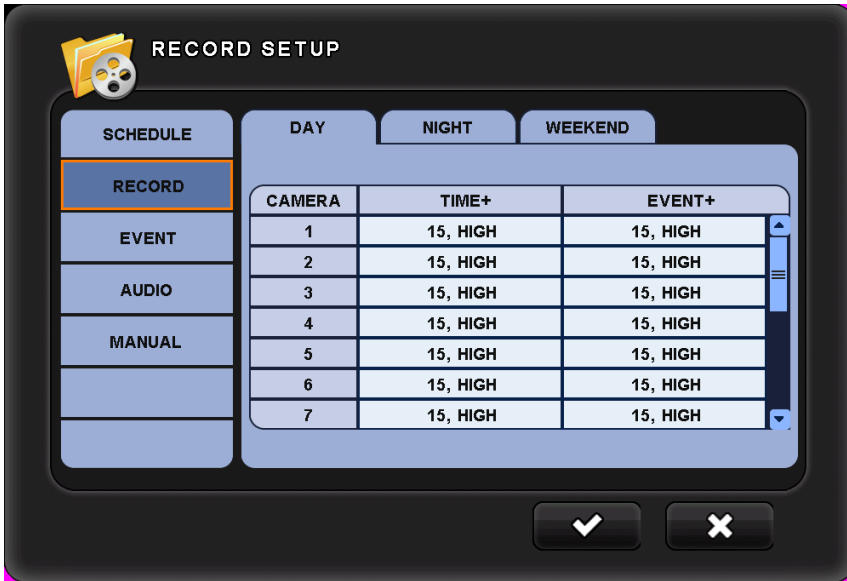 RECORD SETUP
SCHEDULE
RECORD
EVENT
AUDIO
MANUAL
DAY NIGHT WEEKEND
CAMERA TIME+ EVENT+
1 15, HIGH 15, HIGH
2 15, HIGH 15, HIGH
3 15, HIGH 15, HIGH
4 15, HIGH 15, HIGH
5 15, HIGH 15, HIGH
6 15, HIGH 15, HIGH
7 15, HIGH 15, HIGH